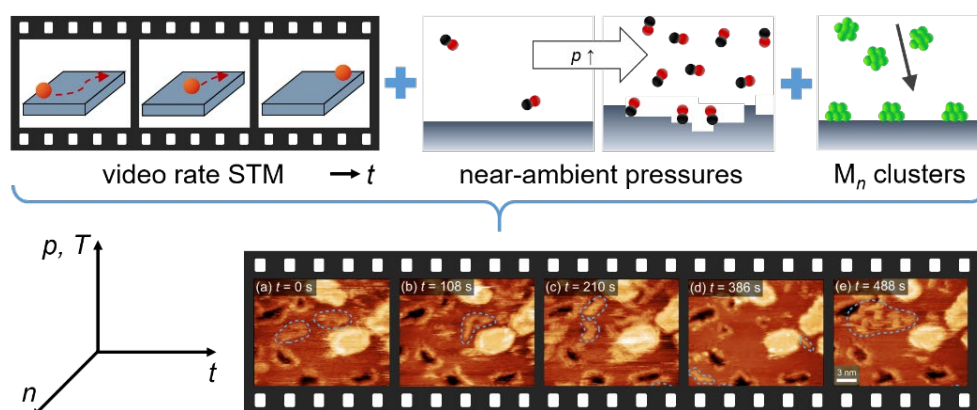 p ↑
video rate STM → t
near-ambient pressures
Mn clusters
p, T
t
n
(a) t = 0 s
(b) t = 108 s
(c) t = 210 s
(d) t = 386 s
(e) t = 488 s
3 nm